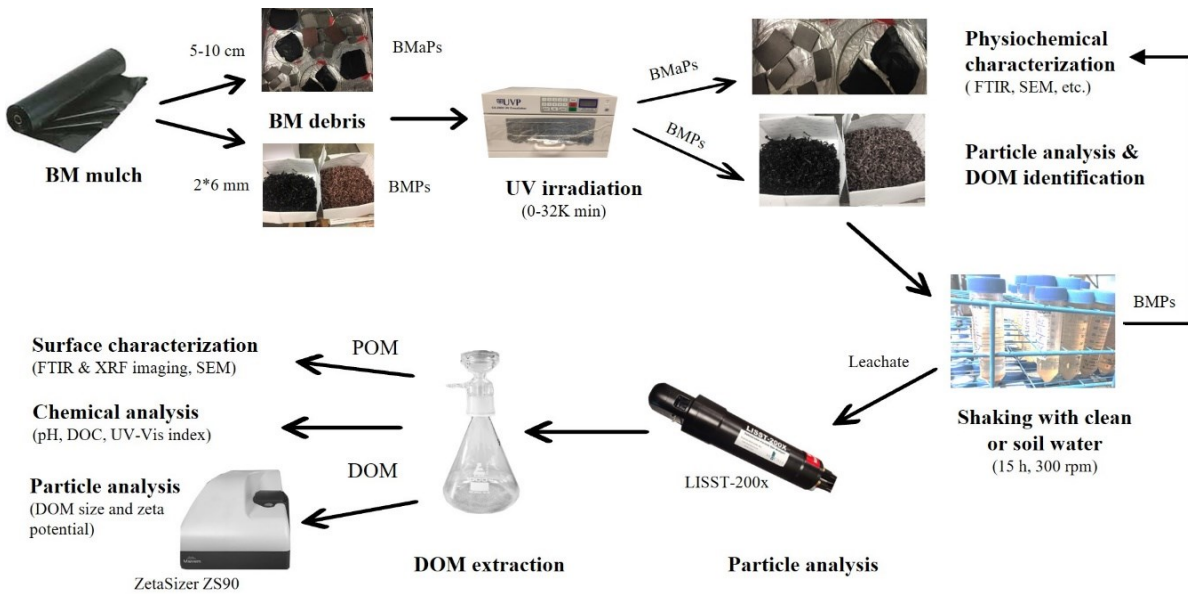 5-10 cm
BMaPs
BM mulch
BM debris
2*6 mm
BMPs
UVP
UV irradiation
(0-32K min)
BMaPs
BMPs
Physiochemical
characterization
( FTIR, SEM, etc.)
Particle analysis &
DOM identification
BMPs
Shaking with clean
or soil water
(15 h, 300 rpm)
Leachate
LISST-200X
LISST-200x
Particle analysis
POM
DOM
DOM extraction
Surface characterization
(FTIR & XRF imaging, SEM)
Chemical analysis
(pH, DOC, UV-Vis index)
Particle analysis
(DOM size and zeta
potential)
ZetaSizer ZS90